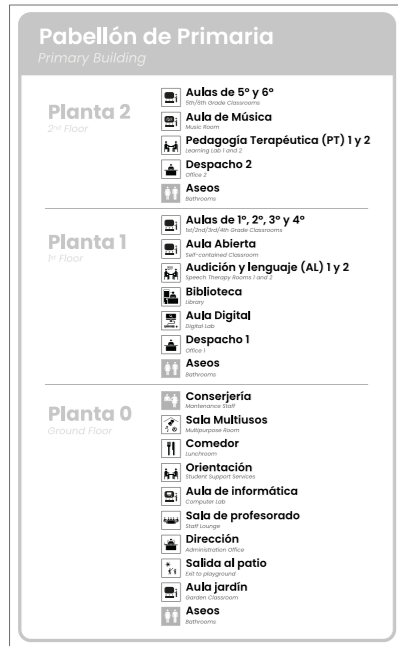 Pabellón de Primaria
Primary Building
Planta 2
2nd Floor
Aulas de 5º y 6º
5th/6th Grade Classrooms
Aula de Música
Music Room
Pedagogía Terapéutica (PT) 1 y 2
Learning Lab 1 and 2
Despacho 2
Office 2
Aseos
Bathrooms
Planta 1
1st Floor
Aulas de 1º, 2º, 3º y 4º
1st/2nd/3rd/4th Grade Classrooms
Aula Abierta
Self-contained Classroom
Audición y lenguaje (AL) 1 y 2
Speech Therapy Rooms 1 and 2
Biblioteca
Library
Aula Digital
Digital Lab
Despacho 1
Office 1
Aseos
Bathrooms
Planta 0
Ground Floor
Conserjería
Mantenance Staff
Sala Multiusos
Multipurpose Room
Comedor
Lunchroom
Orientación
Student Support Services
Aula de informática
Computer Lab
Sala de profesorado
Staff Lounge
Dirección
Administration Office
Salida al patio
Exit to playground
Aula jardín
Garden Classroom
Aseos
Bathrooms